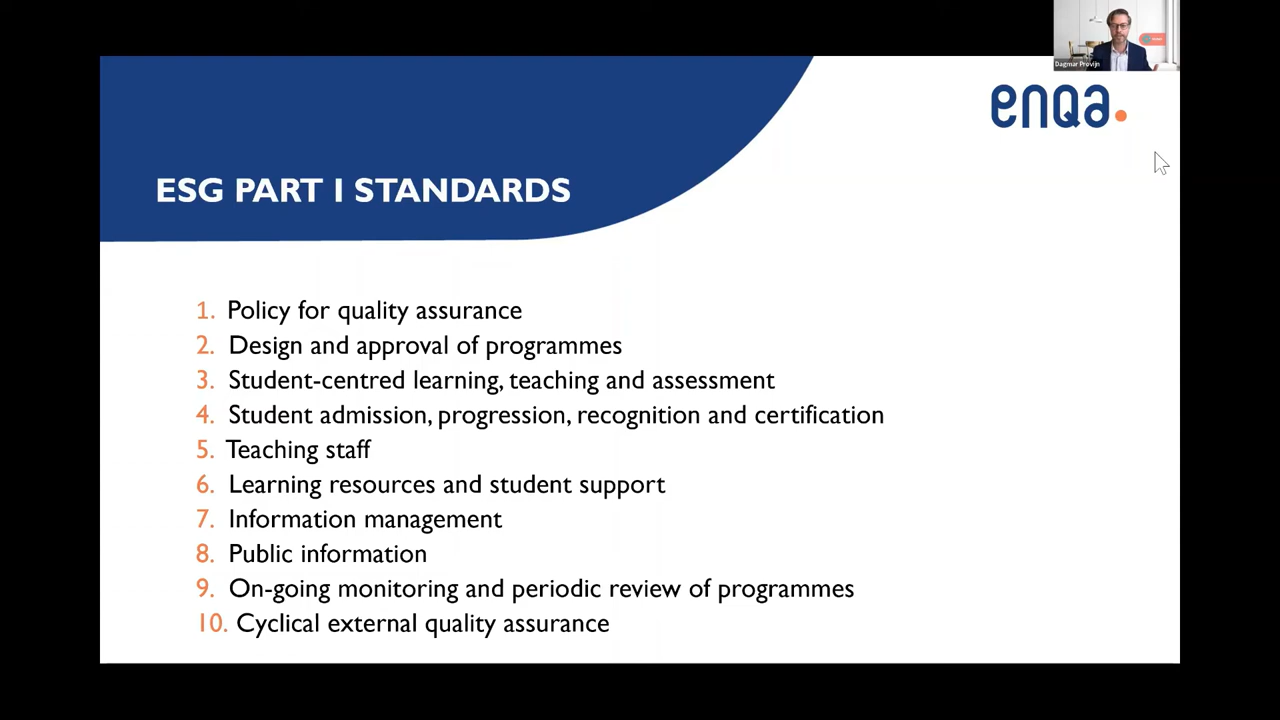 Dagmar Provijn
enqa.
ESG PART I STANDARDS
1. Policy for quality assurance
2. Design and approval of programmes
3. Student-centred learning, teaching and assessment
4. Student admission, progression, recognition and certification
5. Teaching staff
6. Learning resources and student support
7. Information management
8. Public information
9. On-going monitoring and periodic review of programmes
10. Cyclical external quality assurance